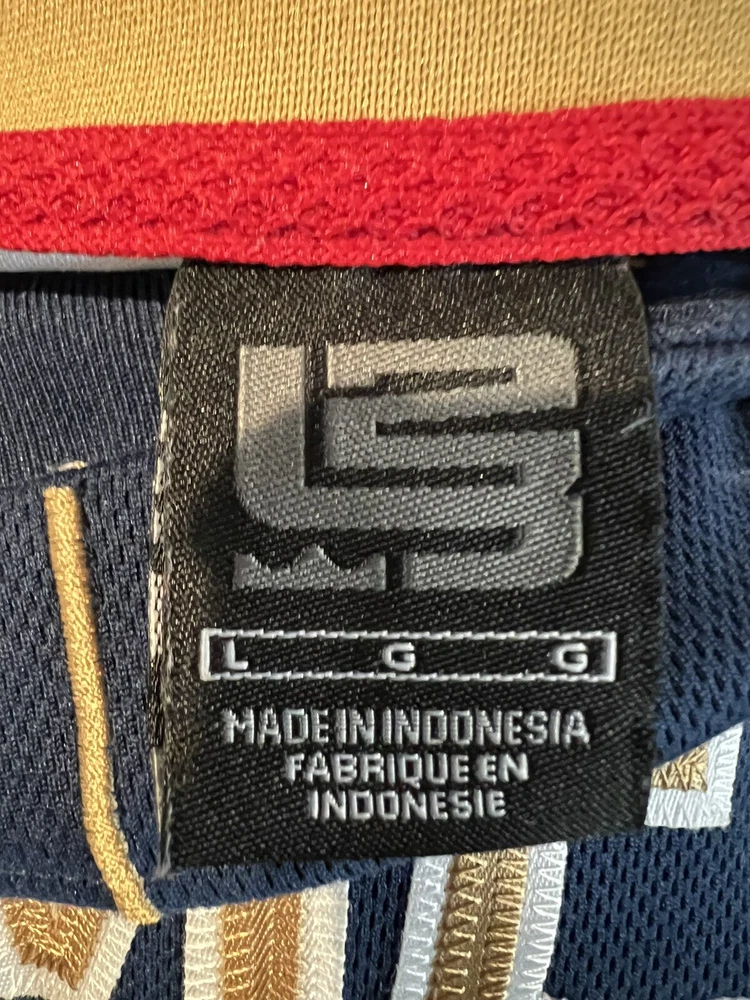 L G G
MADE IN INDONESIA
FABRIQUE EN
INDONESIE